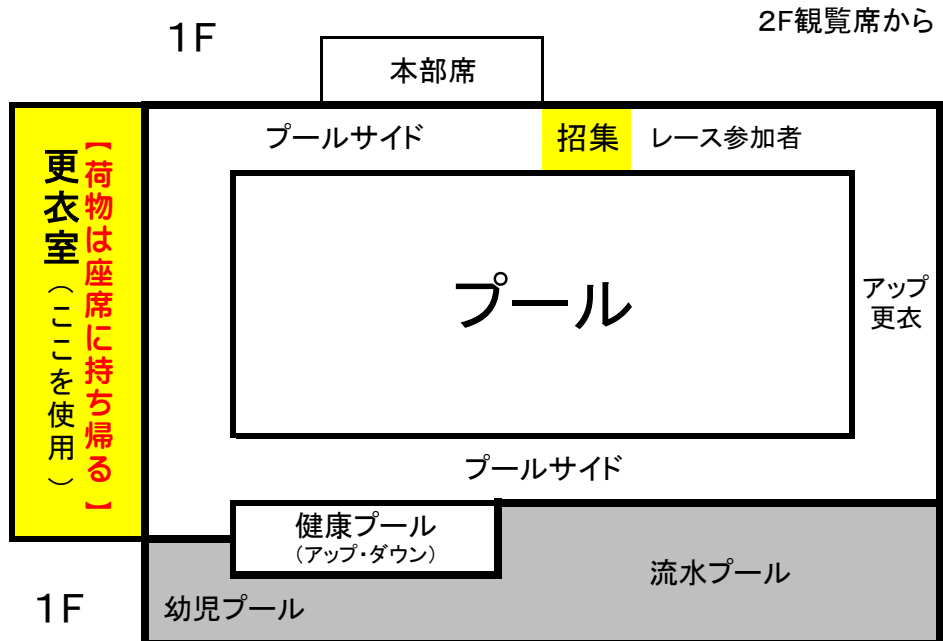 1F
2F観覧席から
本部席
プールサイド
招集
レース参加者
【荷物は座席に持ち帰る】
更衣室（ここを使用）
プール
アップ
更衣
プールサイド
健康プール
（アップ・ダウン）
流水プール
幼児プール
1F